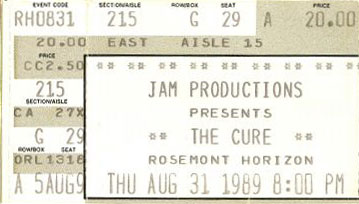 EVENT CODE SECTION/AISLE ROW/BOX SEAT PRICE
RH0831 215 G 29 A 20.00
20.00 EAST AISLE 15
PRICE
CC2.50
215 JAM PRODUCTIONS
SECTION/AISLE
CA 27X PRESENTS
G 29 ** THE CURE **
ROW/BOX SEAT
ORL1318 ROSEMONT HORIZON
A 5AUG9 THU AUG 31 1989 8:00 PM